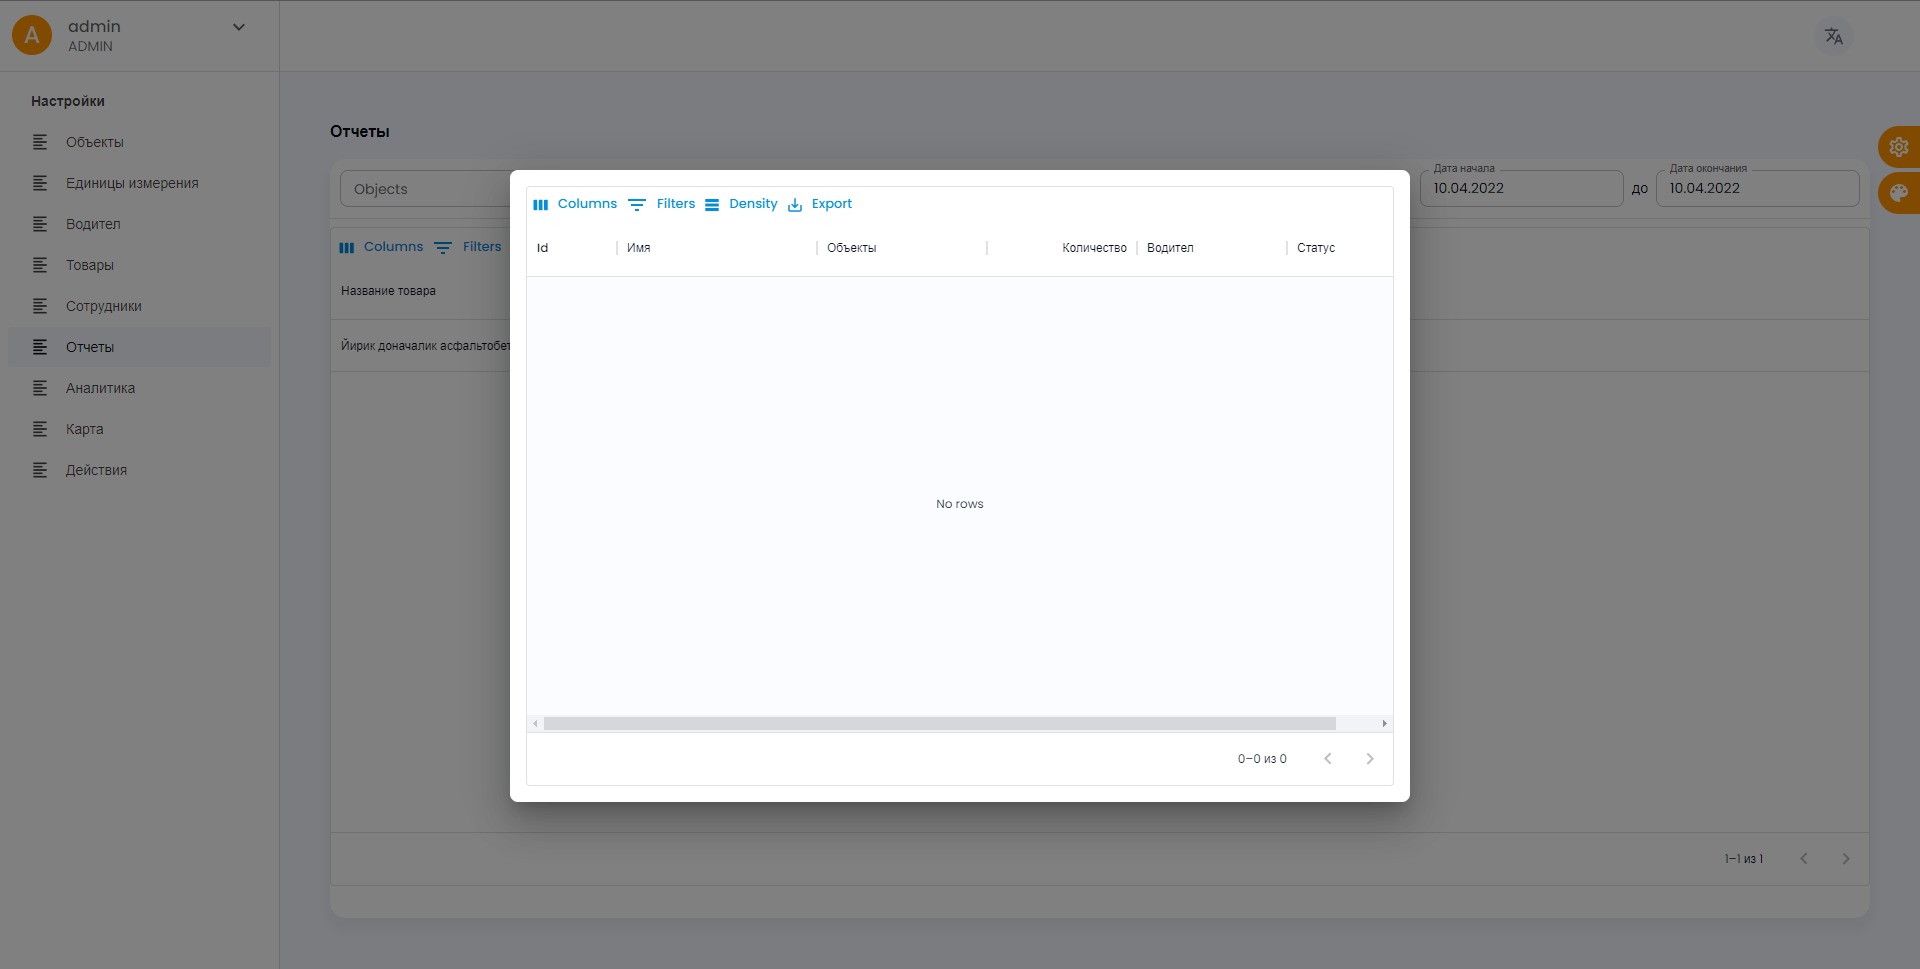 A
admin
ADMIN
Настройки
Объекты
Единицы измерения
Водител
Товары
Сотрудники
Отчеты
Аналитика
Карта
Действия
Отчеты
Objects
Дата начала
10.04.2022
до
Дата окончания
10.04.2022
Columns
Filters
Название товара
Йирик доначалик асфальтобет
1–1 из 1
Columns Filters Density Export
Id Имя Объекты Количество Водител Статус
No rows
0–0 из 0